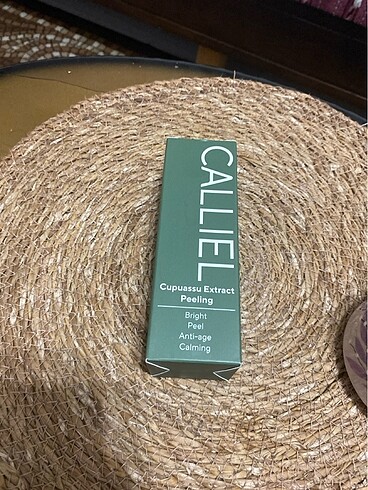 CALLIEL
Cupuassu Extract
Peeling
Bright
Peel
Anti-age
Calming